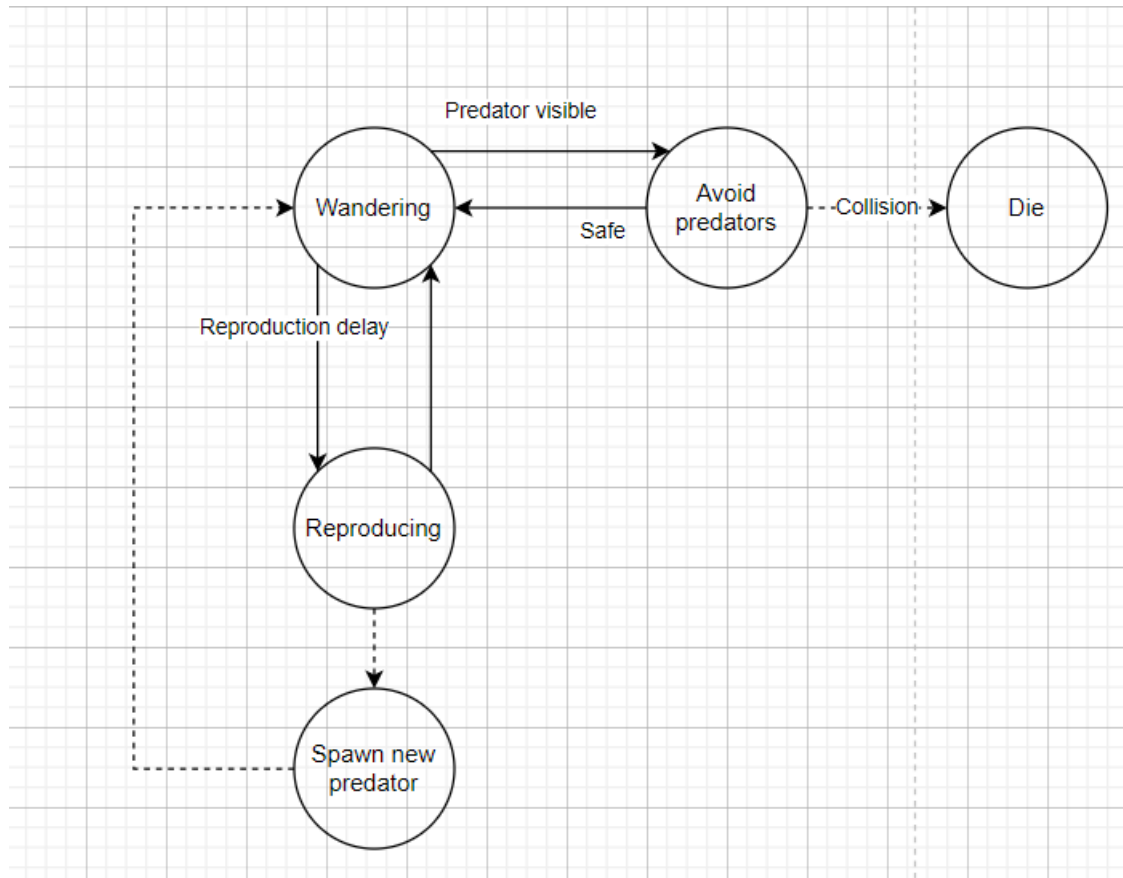 Predator visible
Wandering
Avoid
predators
Collision
Die
Safe
Reproduction delay
Reproducing
Spawn new
predator